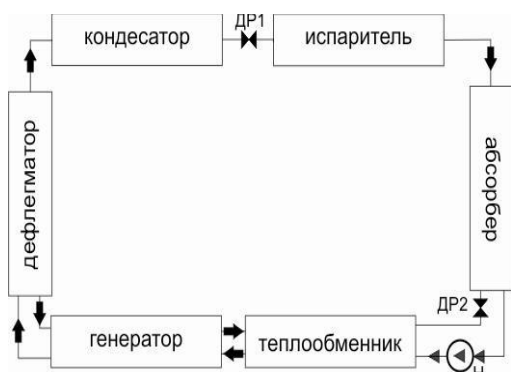 кондесатор
ДР1
испаритель
дефлегматор
абсорбер
ДР2
генератор
теплообменник